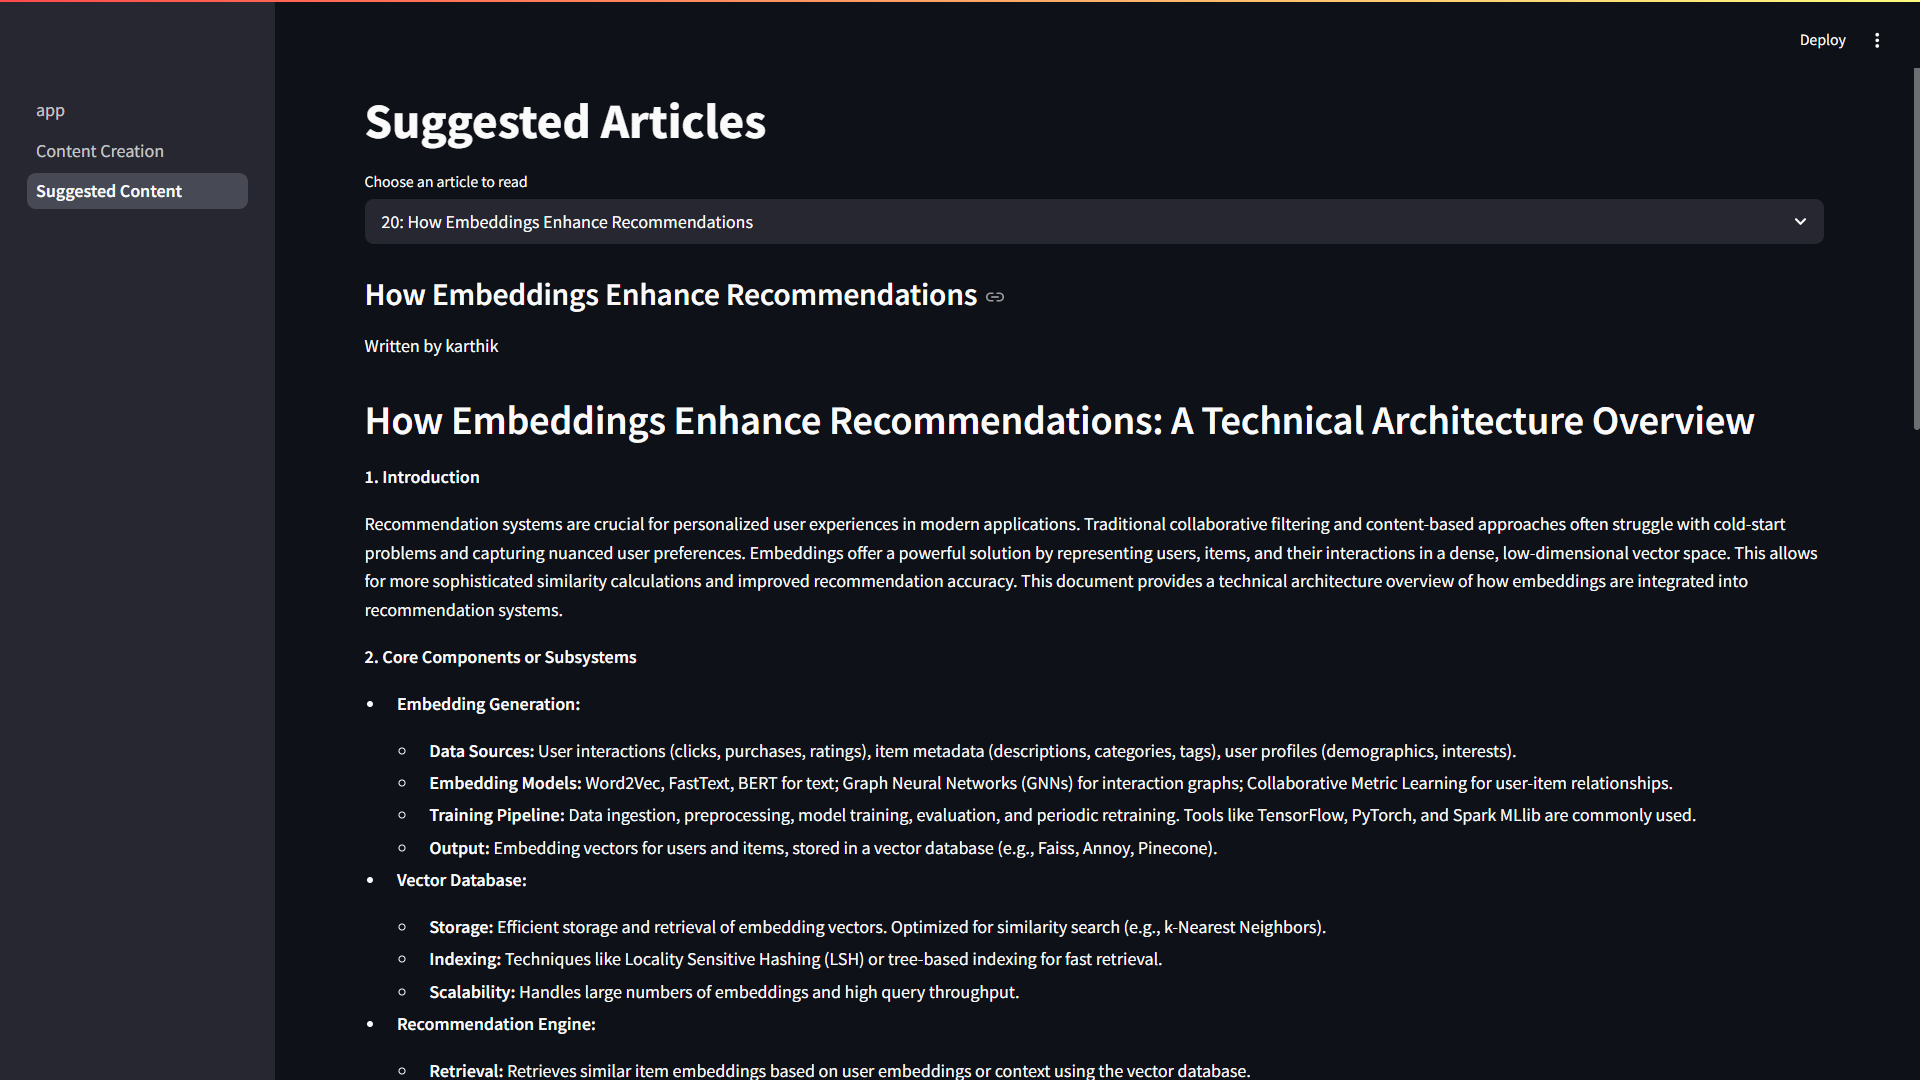 Deploy
app
Content Creation
Suggested Content
Suggested Articles
Choose an article to read
20: How Embeddings Enhance Recommendations
How Embeddings Enhance Recommendations
Written by karthik
How Embeddings Enhance Recommendations: A Technical Architecture Overview
1. Introduction
Recommendation systems are crucial for personalized user experiences in modern applications. Traditional collaborative filtering and content-based approaches often struggle with cold-start
problems and capturing nuanced user preferences. Embeddings offer a powerful solution by representing users, items, and their interactions in a dense, low-dimensional vector space. This allows
for more sophisticated similarity calculations and improved recommendation accuracy. This document provides a technical architecture overview of how embeddings are integrated into
recommendation systems.
2. Core Components or Subsystems
• Embedding Generation:
◦ Data Sources: User interactions (clicks, purchases, ratings), item metadata (descriptions, categories, tags), user profiles (demographics, interests).
◦ Embedding Models: Word2Vec, FastText, BERT for text; Graph Neural Networks (GNNs) for interaction graphs; Collaborative Metric Learning for user-item relationships.
◦ Training Pipeline: Data ingestion, preprocessing, model training, evaluation, and periodic retraining. Tools like TensorFlow, PyTorch, and Spark MLlib are commonly used.
◦ Output: Embedding vectors for users and items, stored in a vector database (e.g., Faiss, Annoy, Pinecone).
• Vector Database:
◦ Storage: Efficient storage and retrieval of embedding vectors. Optimized for similarity search (e.g., k-Nearest Neighbors).
◦ Indexing: Techniques like Locality Sensitive Hashing (LSH) or tree-based indexing for fast retrieval.
◦ Scalability: Handles large numbers of embeddings and high query throughput.
• Recommendation Engine:
◦ Retrieval: Retrieves similar item embeddings based on user embeddings or context using the vector database.